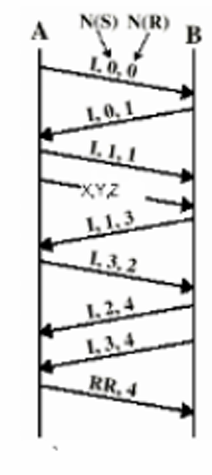 N(S) N(R)
A B
I, 0, 0
I, 0, 1
I, 1, 1
X,Y,Z
I, 1, 3
I, 3, 2
I, 2, 4
I, 3, 4
RR, 4